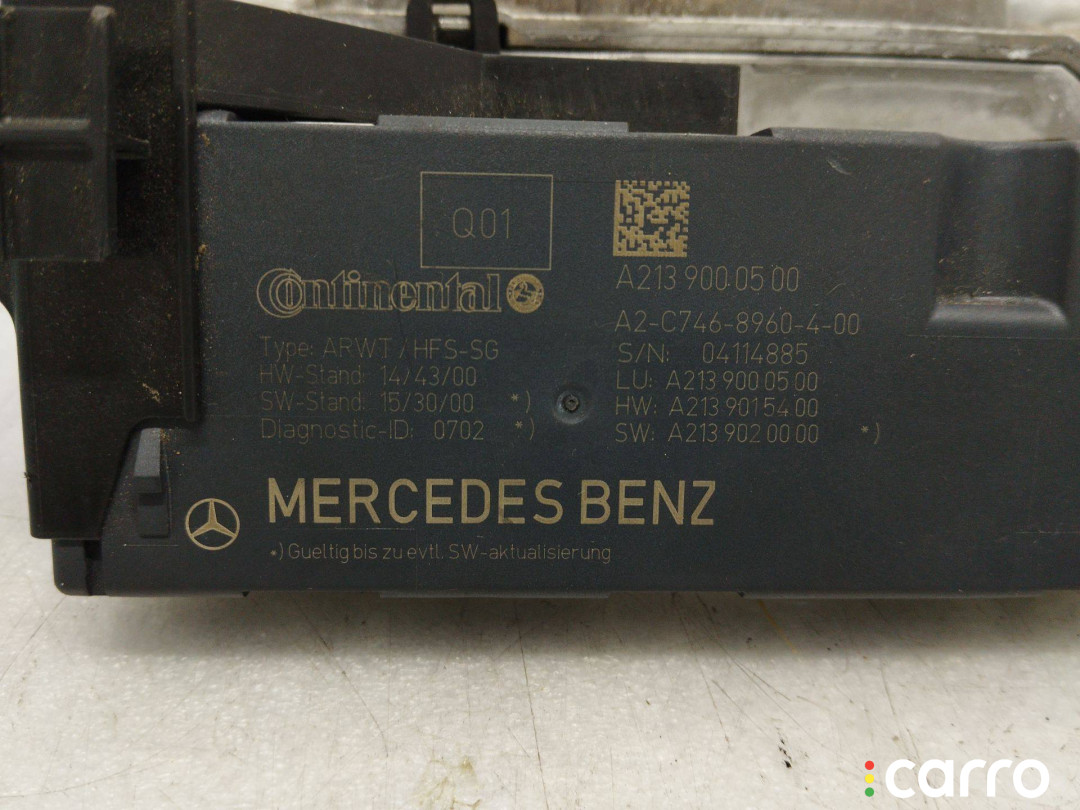 Q01
Continental
A213 900 05 00
A2-C746-8960-4-00
Type: ARWT / HFS-SG
S/N: 04114885
HW-Stand: 14/43/00
LU: A213 900 05 00
SW-Stand: 15/30/00 *)
HW: A213 901 54 00
Diagnostic-ID: 0702 *)
SW: A213 902 00 00 *)
MERCEDES BENZ
*) Gueltig bis zu evtl. SW-aktualisierung
carro